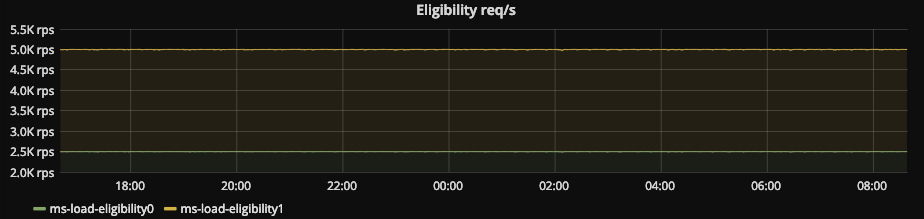 Eligibility req/s
5.5K rps
5.0K rps
4.5K rps
4.0K rps
3.5K rps
3.0K rps
2.5K rps
2.0K rps
18:00 20:00 22:00 00:00 02:00 04:00 06:00 08:00
ms-load-eligibility0 ms-load-eligibility1